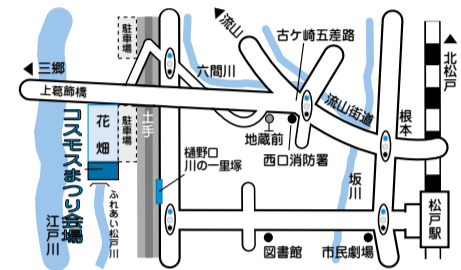 流山
古ケ崎五差路
駐車場
三郷
六間川
北松戸
上葛飾橋
流山街道
根本
花畑
駐車場
土手
地蔵前
西口消防署
コスモスまつり会場
樋野口
川の一里塚
坂川
ふれあい松戸川
江戸川
松戸駅
図書館
市民劇場